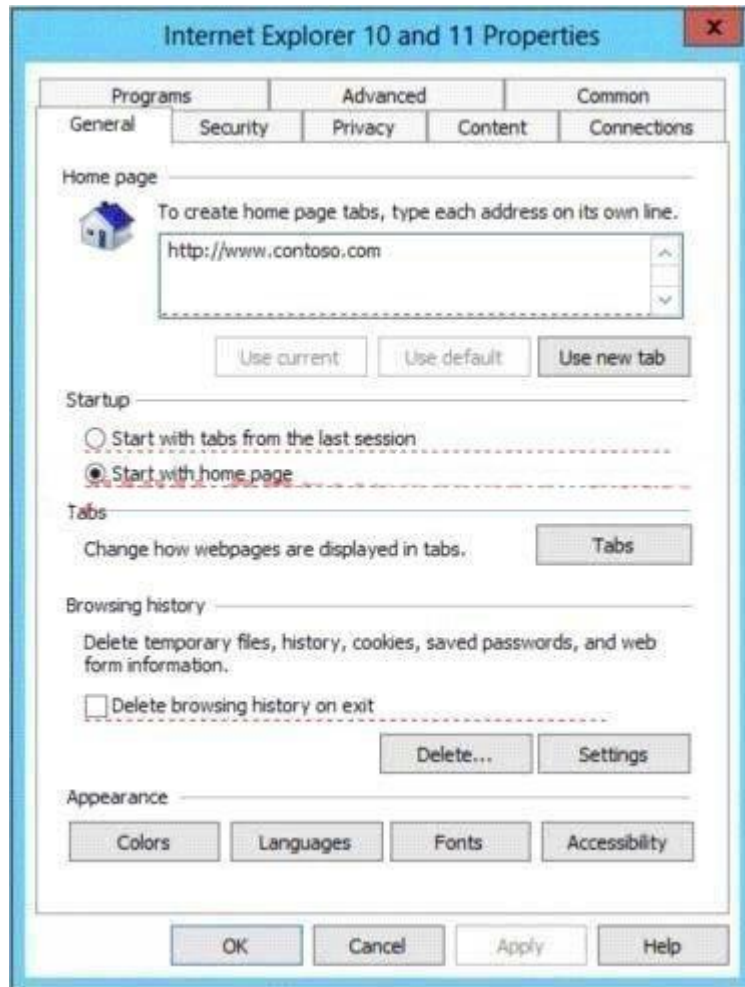 Internet Explorer 10 and 11 Properties
x
Programs Advanced Common
General Security Privacy Content Connections
Home page
To create home page tabs, type each address on its own line.
http://www.contoso.com
Use current Use default Use new tab
Startup
Start with tabs from the last session
Start with home page
Tabs
Change how webpages are displayed in tabs. Tabs
Browsing history
Delete temporary files, history, cookies, saved passwords, and web
form information.
Delete browsing history on exit
Delete... Settings
Appearance
Colors Languages Fonts Accessibility
OK Cancel Apply Help